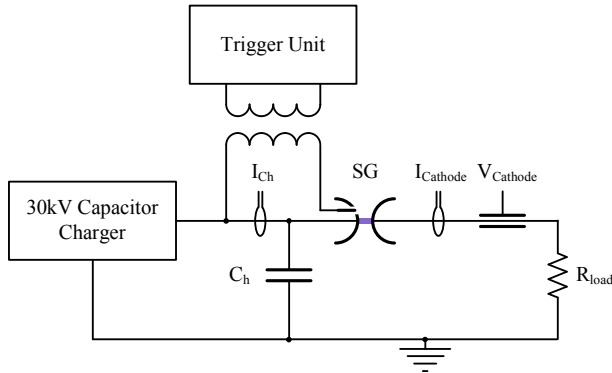 Trigger Unit
I_Ch
SG
I_Cathode
V_Cathode
30kV Capacitor
Charger
C_h
R_load